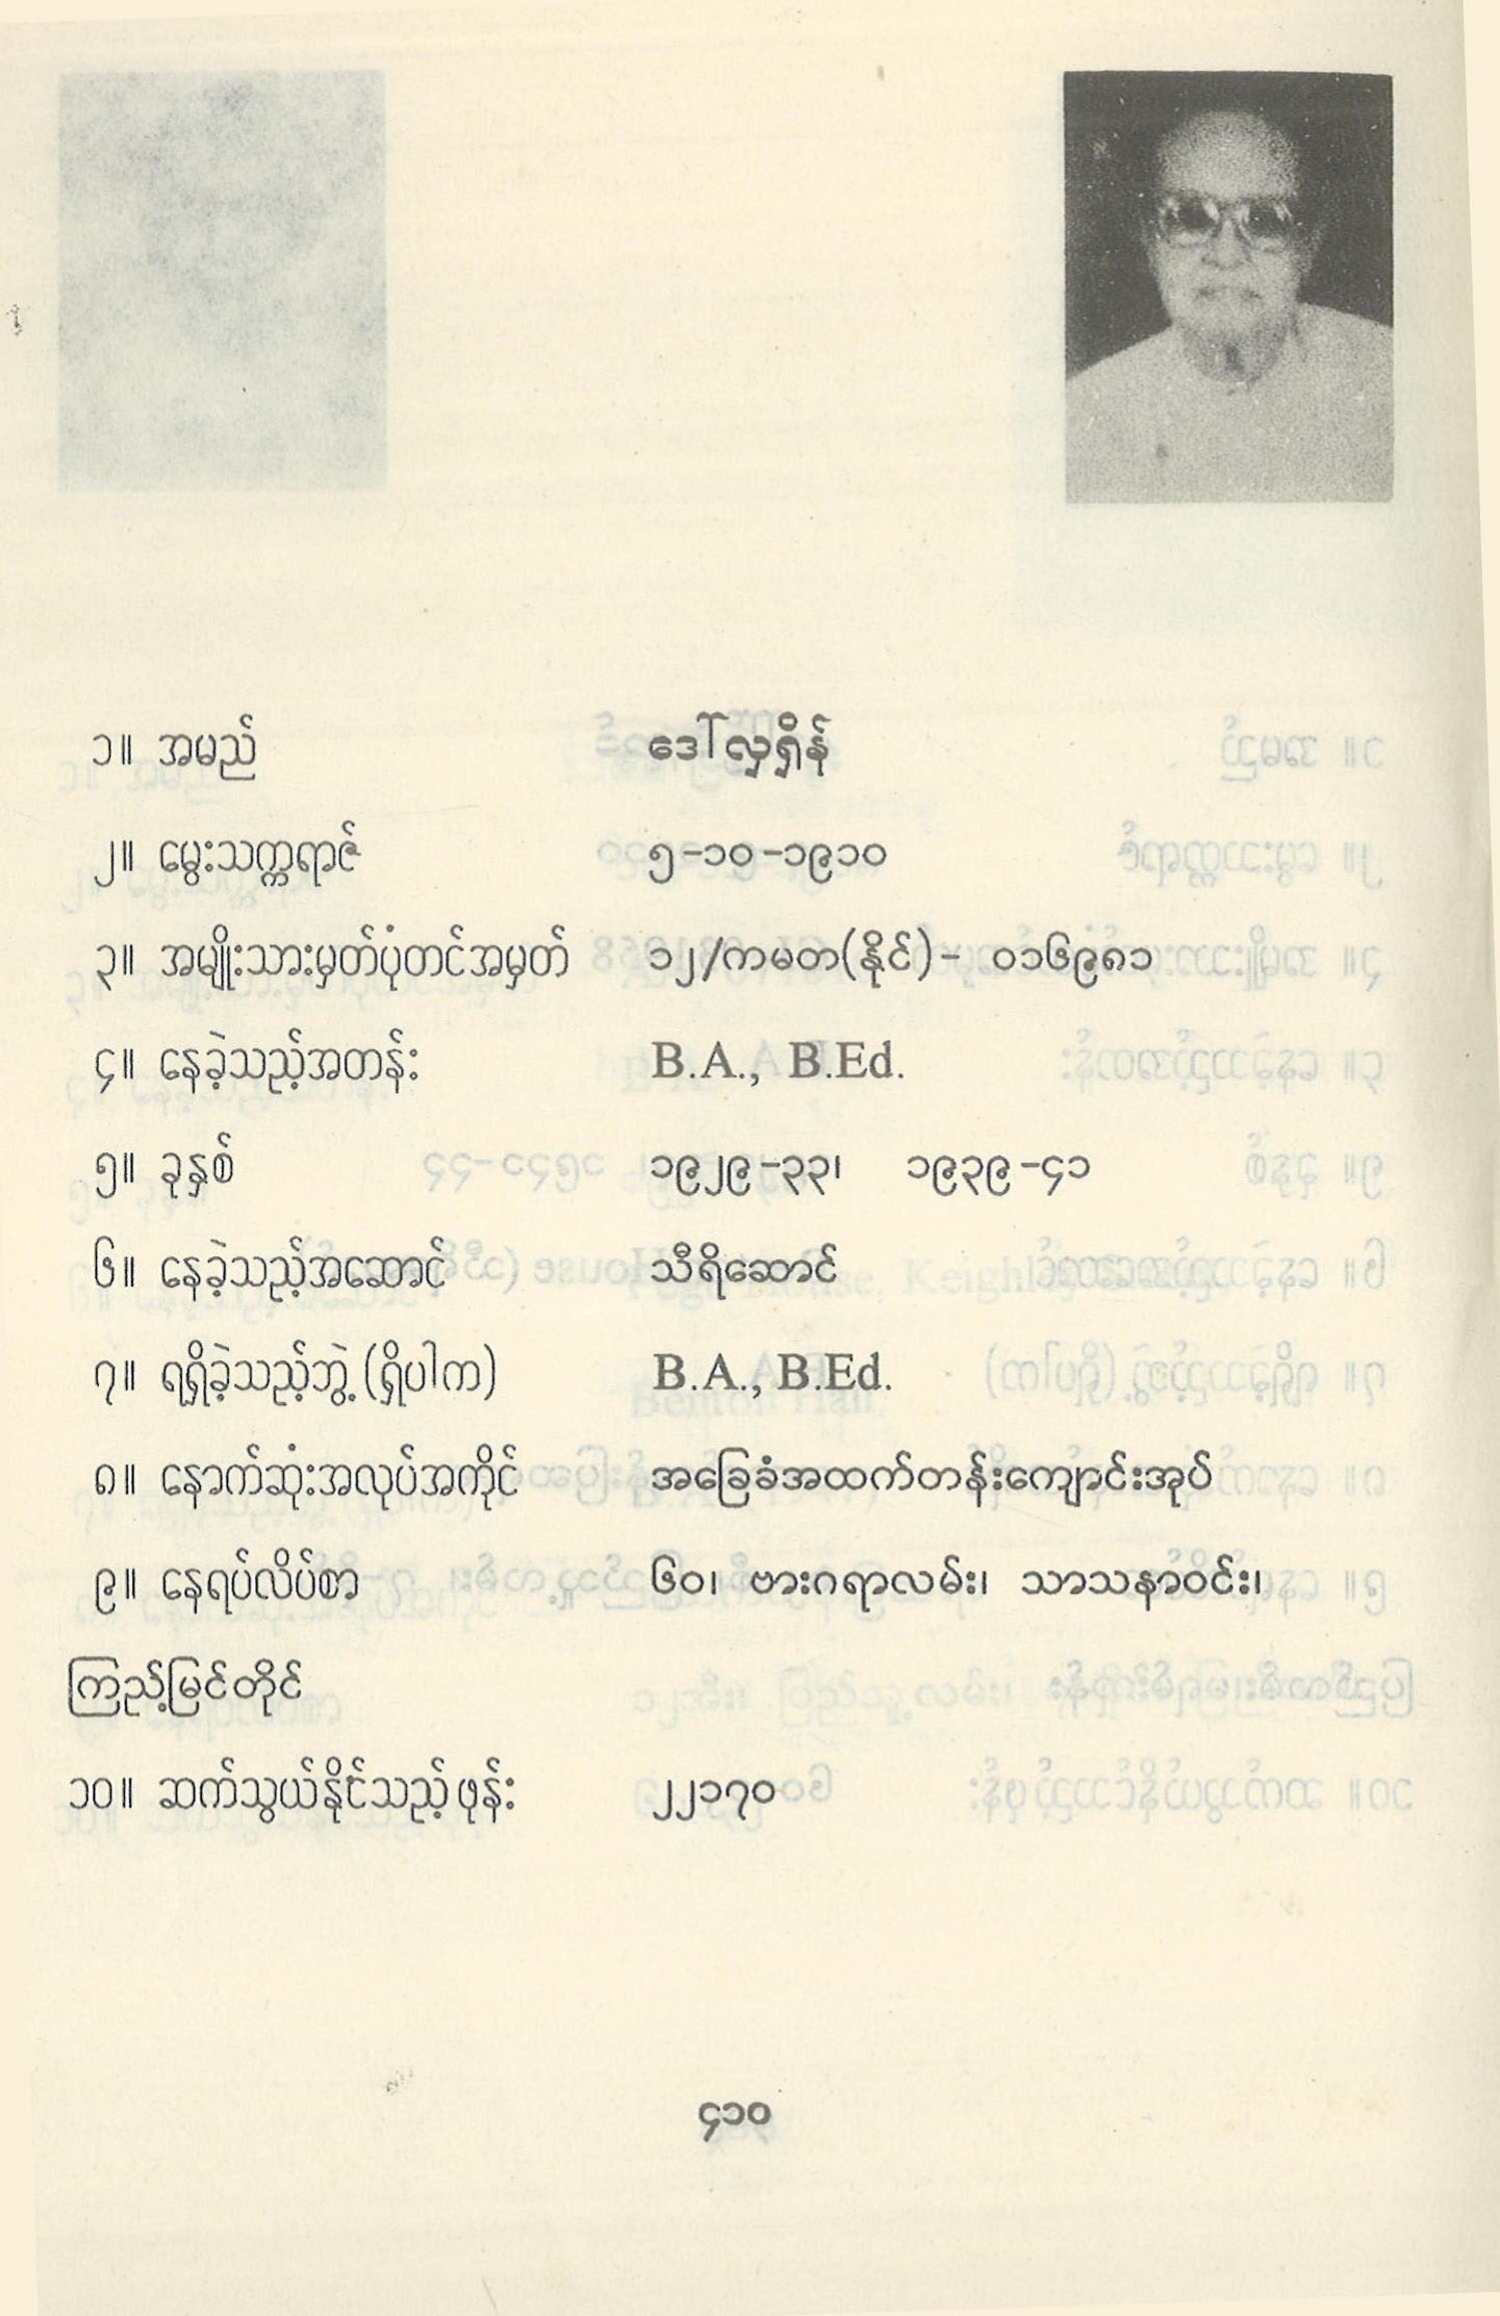 ၁။ အမည် ဒေါ်လှရှိန်
၂။ မွေးသက္ကရာဇ် ၅-၁၀-၁၉၁၀
၃။ အမျိုးသားမှတ်ပုံတင်အမှတ် ၁၂/ကမတ(နိုင်)- ၀၁၆၉၈၁
၄။ နေခဲ့သည့်အတန်း B.A., B.Ed.
၅။ ခုနှစ် ၁၉၂၉-၃၃၊ ၁၉၃၉-၄၁
၆။ နေခဲ့သည့်အဆောင် သီရိဆောင်
၇။ ရရှိခဲ့သည့်ဘွဲ့(ရှိပါက) B.A., B.Ed.
၈။ နောက်ဆုံးအလုပ်အကိုင် အခြေခံအထက်တန်းကျောင်းအုပ်
၉။ နေရပ်လိပ်စာ ၆၀၊ ဗားဂရာလမ်း၊ သာသနာဝင်း၊
ကြည့်မြင်တိုင်
၁၀။ ဆက်သွယ်နိုင်သည့်ဖုန်း ၂၂၁၇၀
၄၁၀